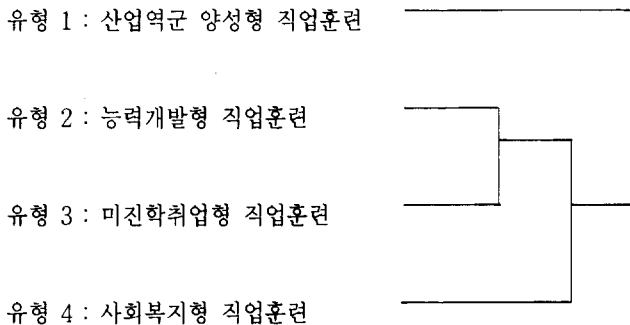 유형 1 : 산업역군 양성형 직업훈련
유형 2 : 능력개발형 직업훈련
유형 3 : 미진학취업형 직업훈련
유형 4 : 사회복지형 직업훈련